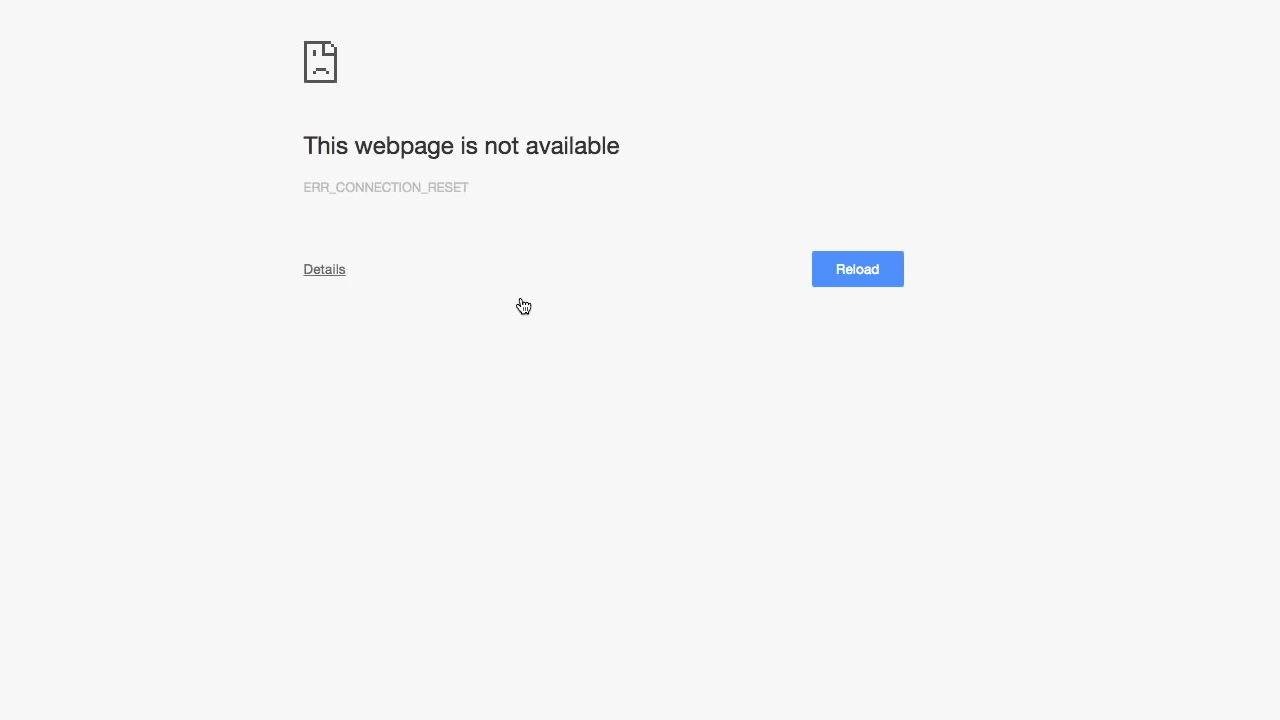 This webpage is not available
ERR_CONNECTION_RESET
Details
Reload